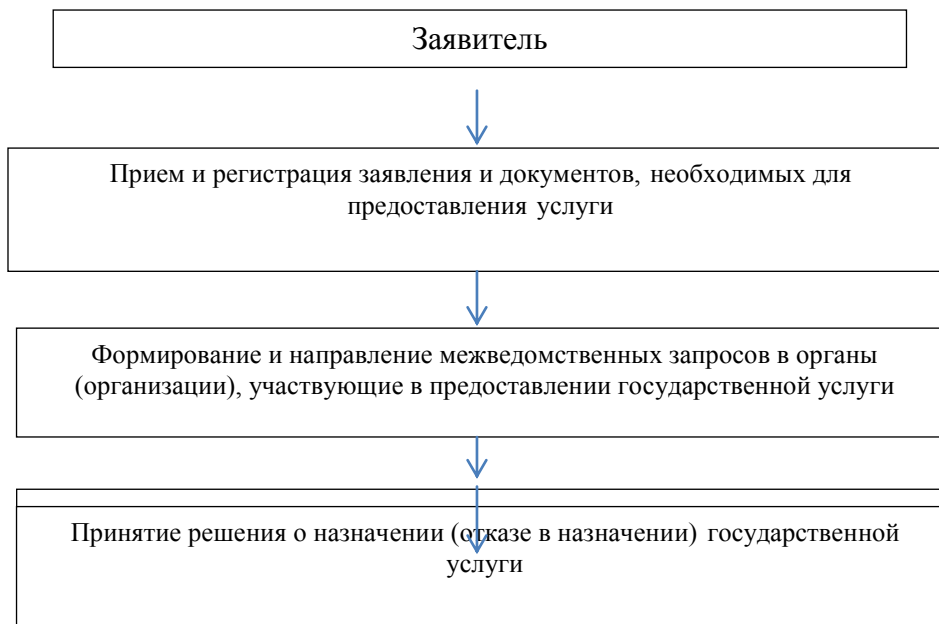 Заявитель
Прием и регистрация заявления и документов, необходимых для
предоставления услуги
Формирование и направление межведомственных запросов в органы
(организации), участвующие в предоставлении государственной услуги
Принятие решения о назначении (отказе в назначении) государственной
услуги